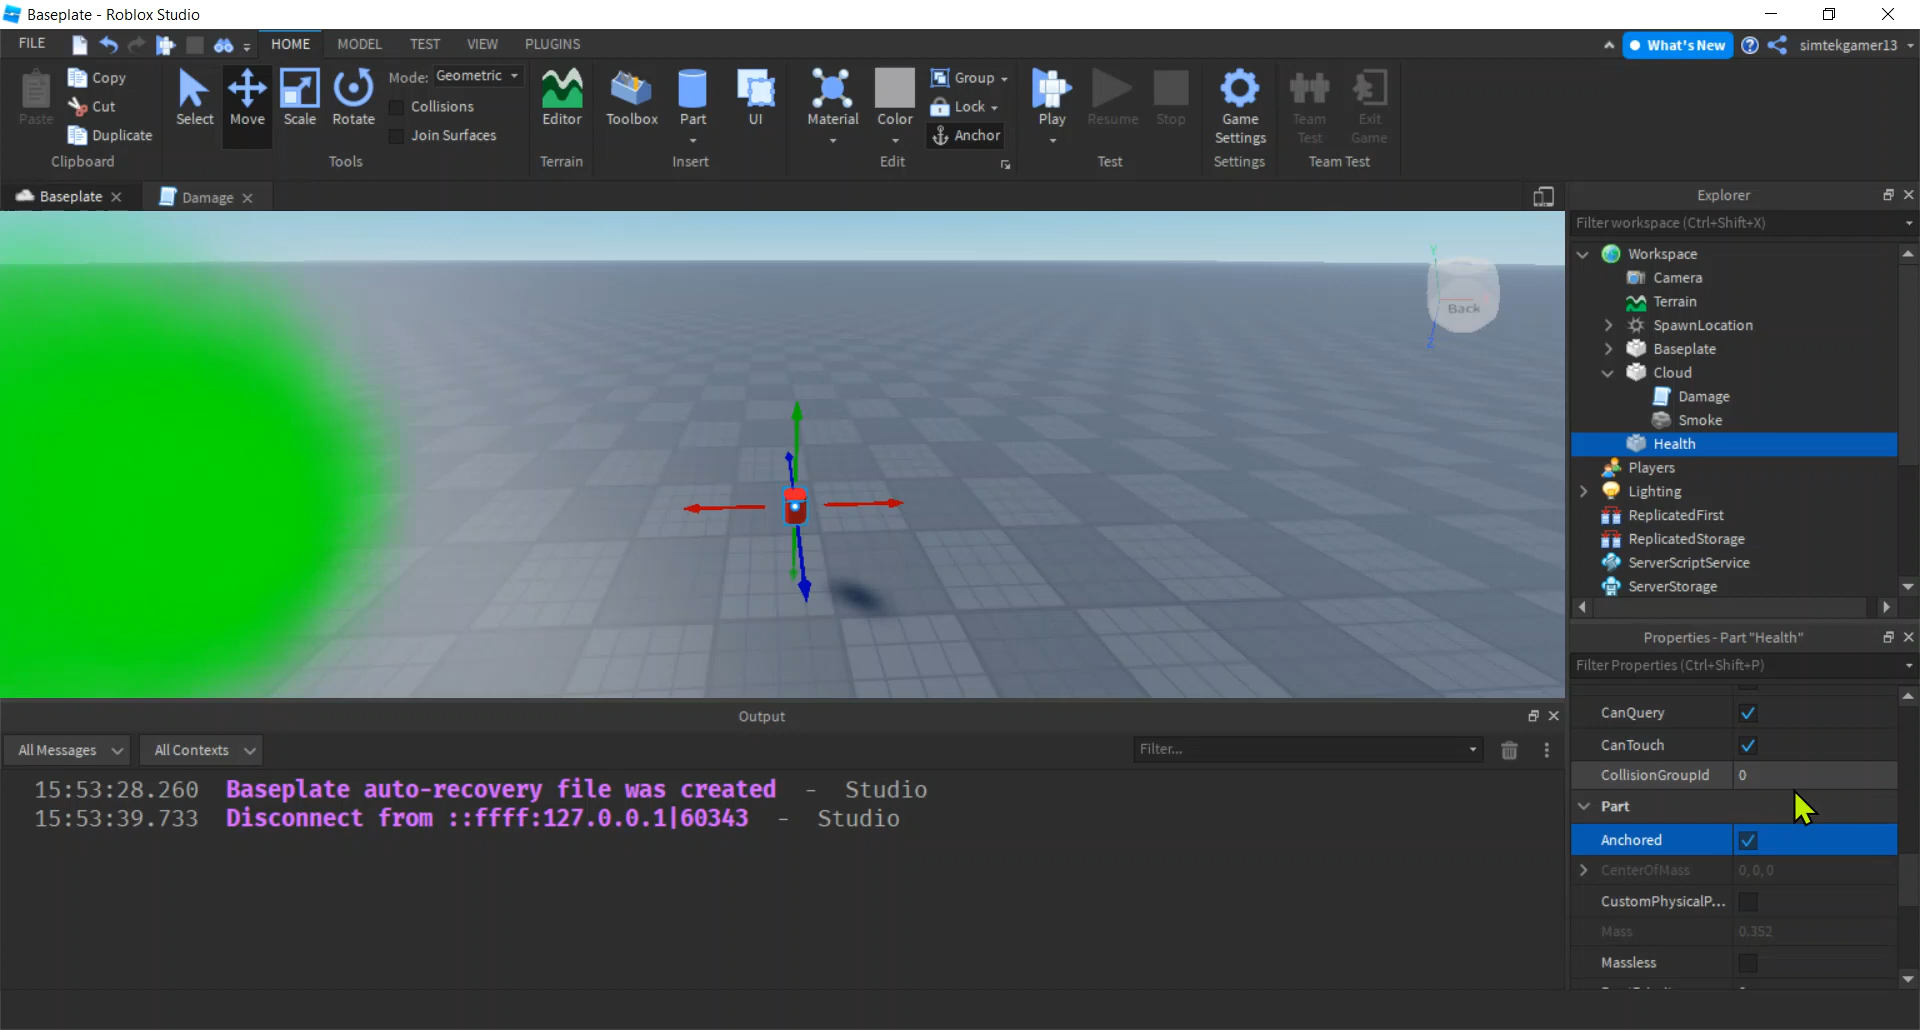 Baseplate - Roblox Studio
FILE
HOME
MODEL
TEST
VIEW
PLUGINS
What's New
simtekgamer13
Paste
Copy
Cut
Duplicate
Clipboard
Select
Move
Scale
Rotate
Mode:
Geometric
Collisions
Join Surfaces
Tools
Editor
Terrain
Toolbox
Part
UI
Insert
Material
Color
Group
Lock
Anchor
Edit
Play
Resume
Stop
Test
Game
Settings
Settings
Team
Test
Exit
Game
Team Test
Baseplate
Damage
Y
Back
Z
Explorer
Filter workspace (Ctrl+Shift+X)
Workspace
Camera
Terrain
SpawnLocation
Baseplate
Cloud
Damage
Smoke
Health
Players
Lighting
ReplicatedFirst
ReplicatedStorage
ServerScriptService
ServerStorage
Properties - Part "Health"
Filter Properties (Ctrl+Shift+P)
CanQuery
CanTouch
CollisionGroupId 0
Part
Anchored
CenterOfMass 0, 0, 0
CustomPhysicalP...
Mass 0.352
Massless
Output
All Messages
All Contexts
Filter...
15:53:28.260 Baseplate auto-recovery file was created - Studio
15:53:39.733 Disconnect from ::ffff:127.0.0.1|60343 - Studio